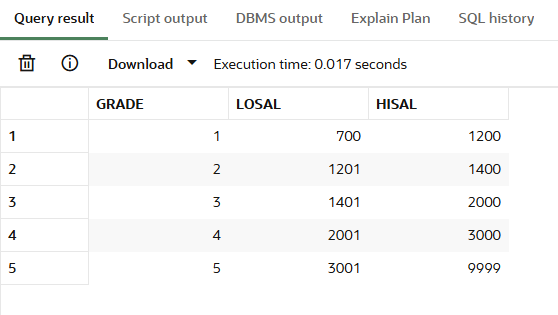 Query result Script output DBMS output Explain Plan SQL history
Download Execution time: 0.017 seconds
GRADE LOSAL HISAL
1 1 700 1200
2 2 1201 1400
3 3 1401 2000
4 4 2001 3000
5 5 3001 9999